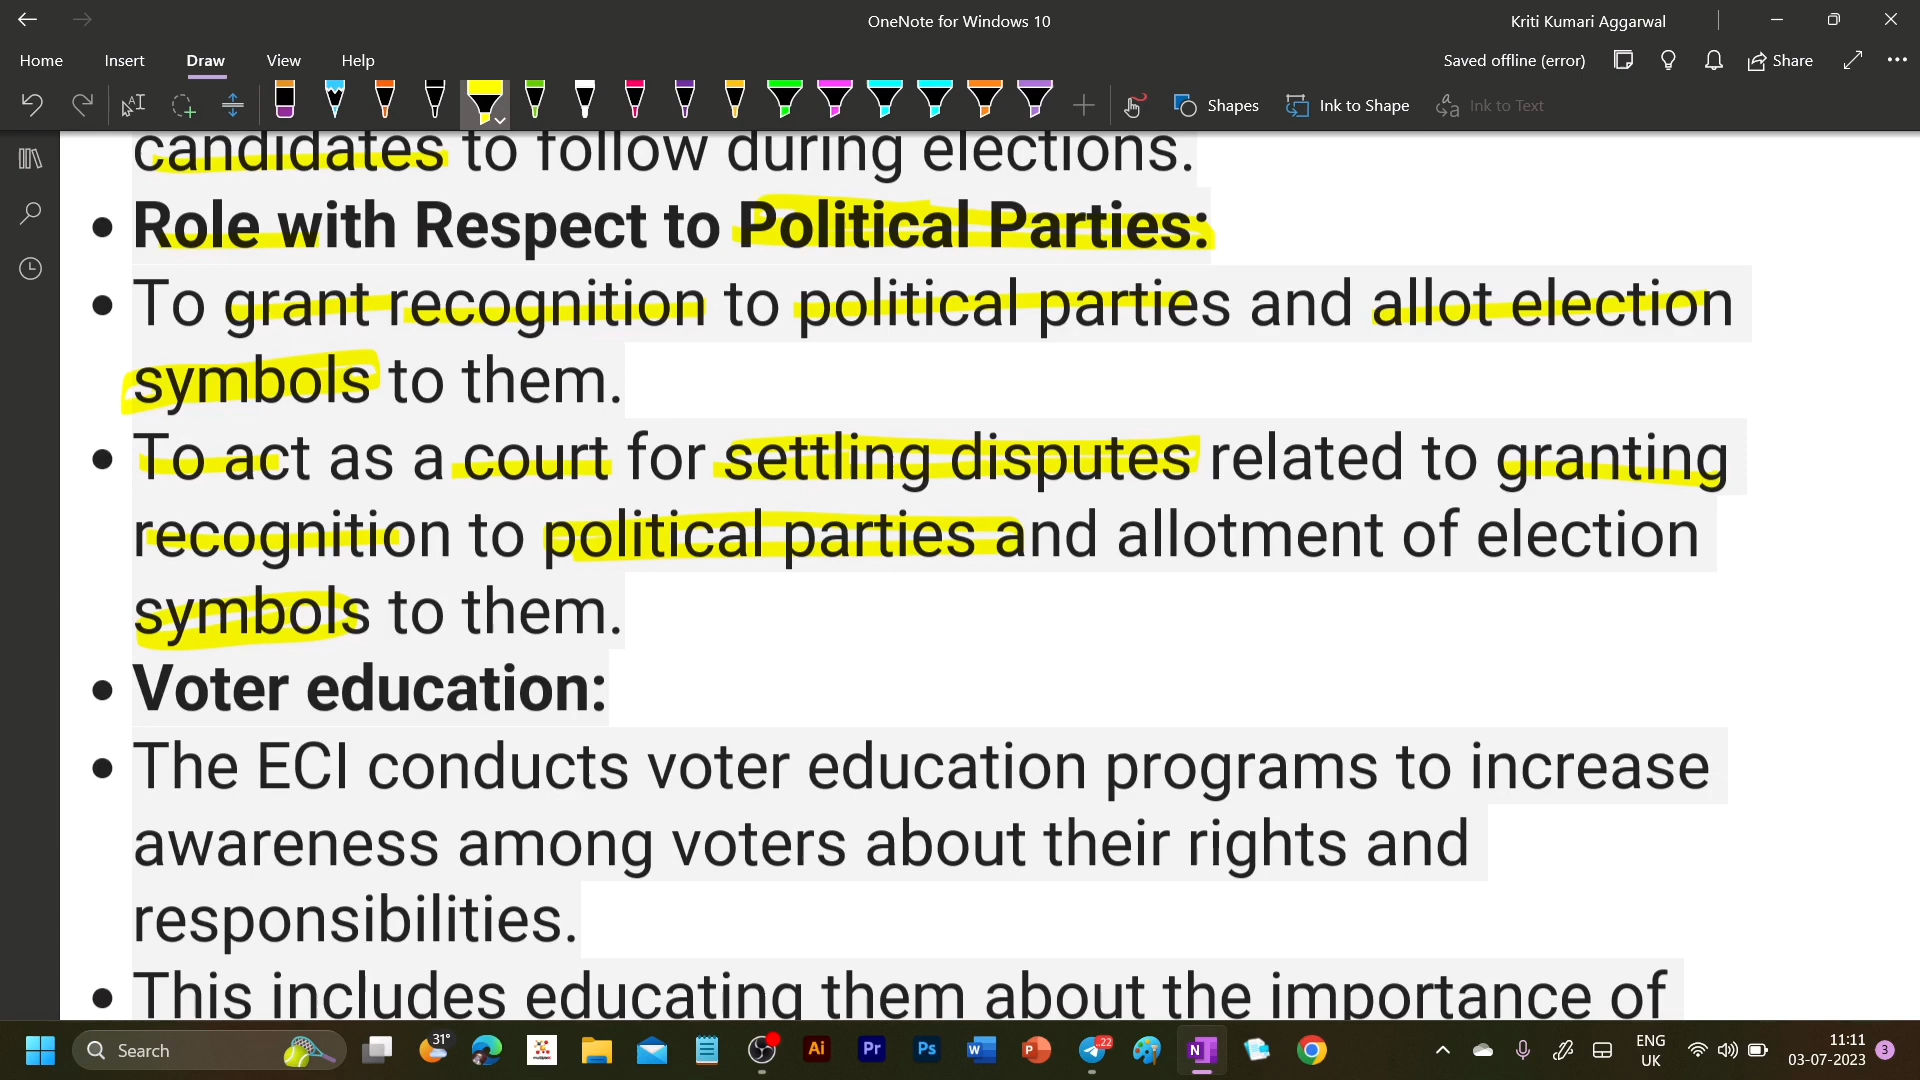 OneNote for Windows 10
Kriti Kumari Aggarwal
Home Insert Draw View Help
Saved offline (error)
Share
Shapes
Ink to Shape
Ink to Text
candidates to follow during elections.
• Role with Respect to Political Parties:
• To grant recognition to political parties and allot election
symbols to them.
• To act as a court for settling disputes related to granting
recognition to political parties and allotment of election
symbols to them.
• Voter education:
• The ECI conducts voter education programs to increase
awareness among voters about their rights and
responsibilities.
• This includes educating them about the importance of
Search
31°
Ai
Pr
Ps
W
P
22
N
ENG
UK
11:11
03-07-2023
3